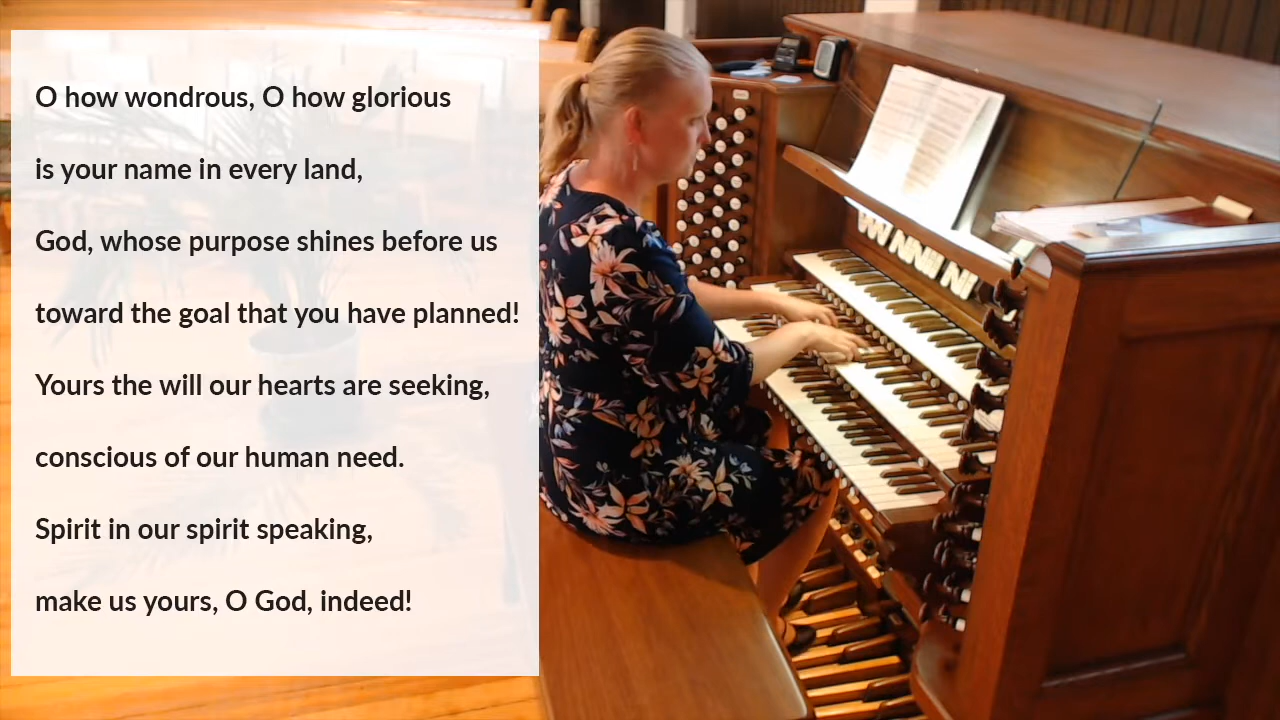 O how wondrous, O how glorious
is your name in every land,
God, whose purpose shines before us
toward the goal that you have planned!
Yours the will our hearts are seeking,
conscious of our human need.
Spirit in our spirit speaking,
make us yours, O God, indeed!